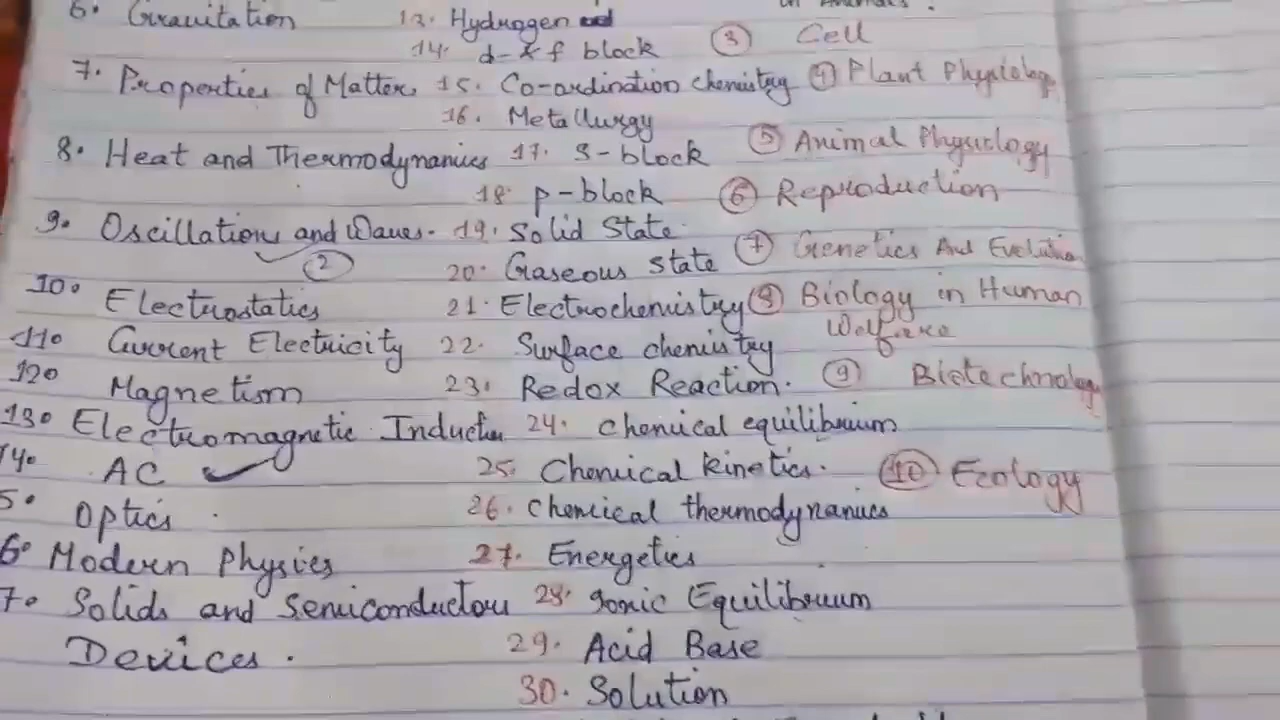 6. Gravitation
7. Properties of Matter
8. Heat and Thermodynamics
9. Oscillations and Waves.
2
10. Electrostatics
11. Current Electricity
12. Magnetism
13. Electromagnetic Induction
14. AC
5. Optics
6. Modern Physics
7. Solids and Semiconductors
Devices.
13. Hydrogen
14. d- & f block
15. Co-ordination chemistry
16. Metallurgy
17. S-block
18. p-block
19. Solid State
20. Gaseous state
21. Electrochemistry
22. Surface chemistry
23. Redox Reaction.
24. Chemical equilibrium
25. Chemical kinetics.
26. Chemical thermodynamics
27. Energetics
28. Ionic Equilibrium
29. Acid Base
30. Solution
in Animals.
3 Cell
4 Plant Physiology
5 Animal Physiology
6 Reproduction
7 Genetics And Evolution
8 Biology in Human
Welfare
9 Biotechnology
10 Ecology